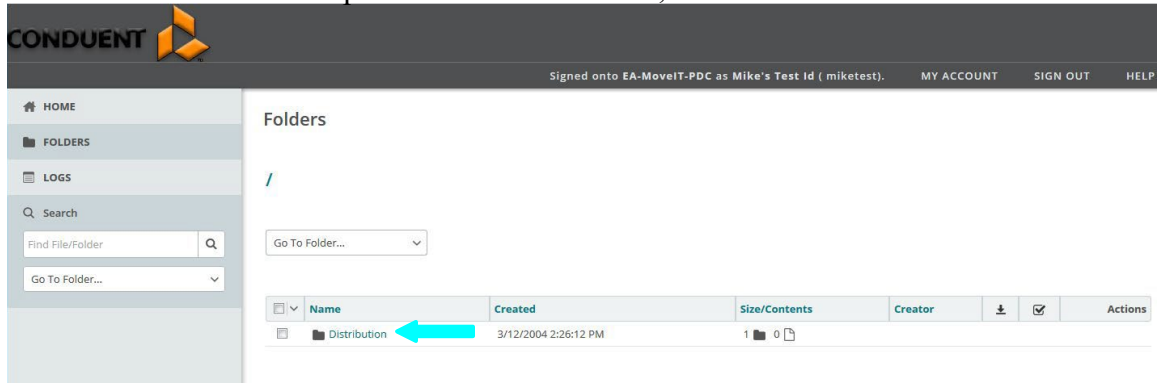 CONDUENT
Signed onto EA-MoveIT-PDC as Mike's Test Id ( miketest). MY ACCOUNT SIGN OUT HELP
HOME
FOLDERS
LOGS
Search
Find File/Folder
Go To Folder...
Folders
/
Go To Folder...
Name Created Size/Contents Creator Actions
Distribution 3/12/2004 2:26:12 PM 1 0